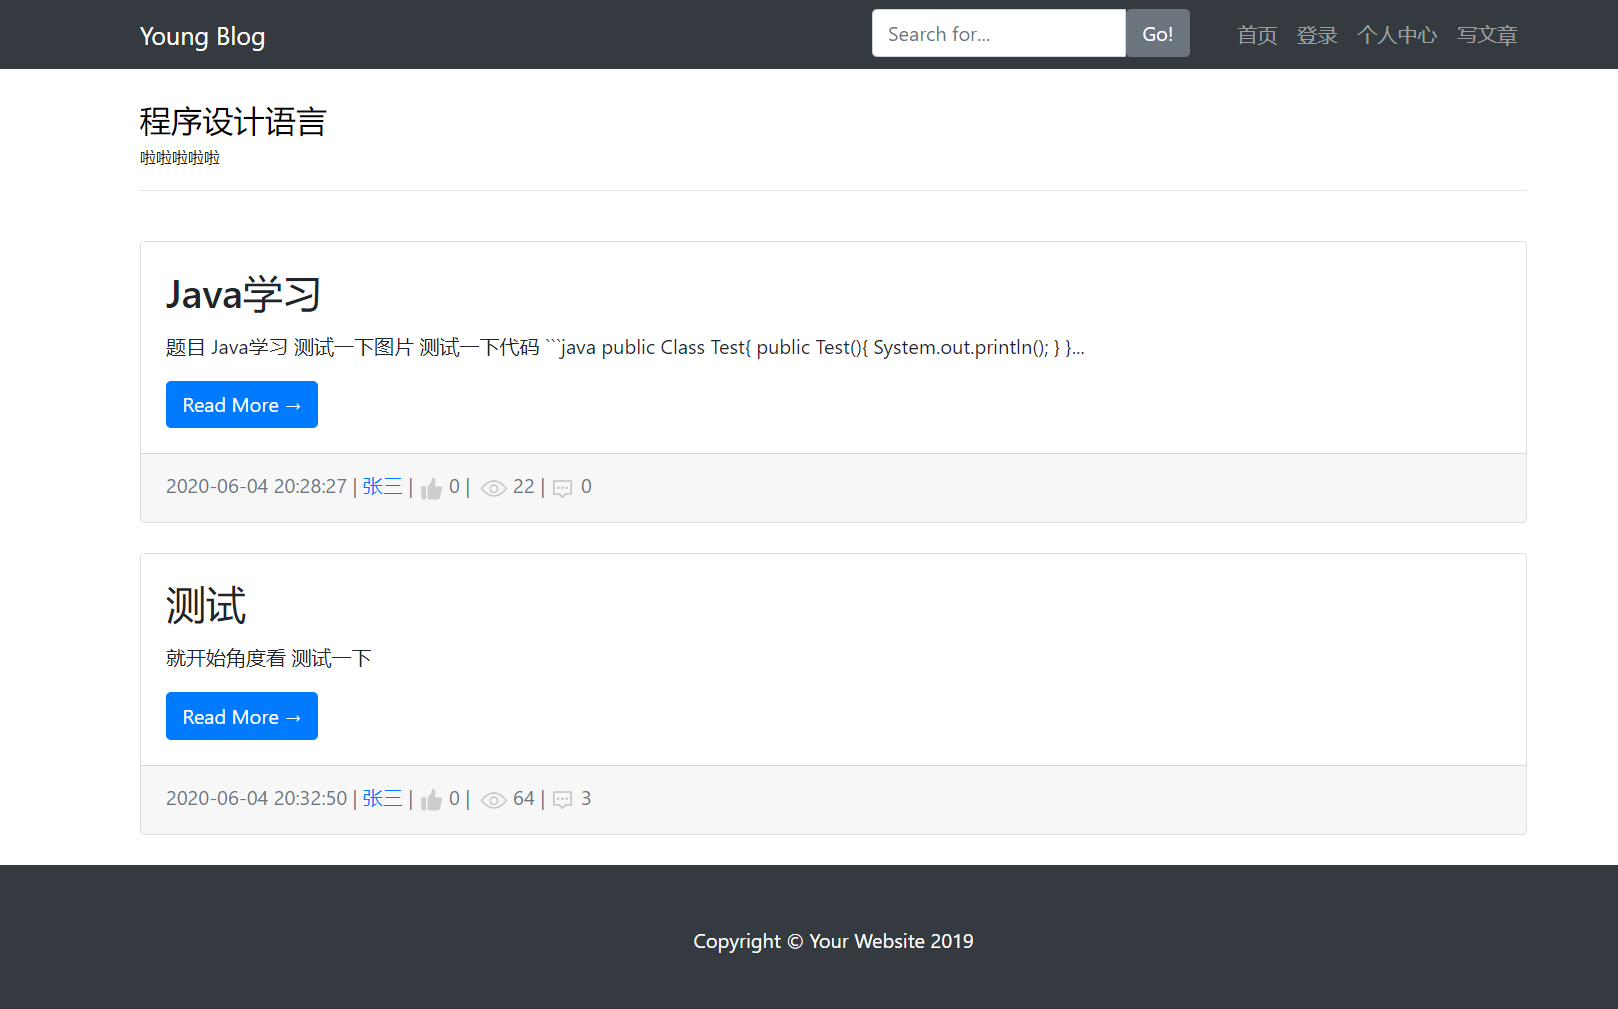 Young Blog
Search for...
Go!
首页 登录 个人中心 写文章
程序设计语言
啦啦啦啦啦
Java学习
题目 Java学习 测试一下图片 测试一下代码 ```java public Class Test{ public Test(){ System.out.println(); } }...
Read More →
2020-06-04 20:28:27 | 张三 | 0 | 22 | 0
测试
就开始角度看 测试一下
Read More →
2020-06-04 20:32:50 | 张三 | 0 | 64 | 3
Copyright © Your Website 2019